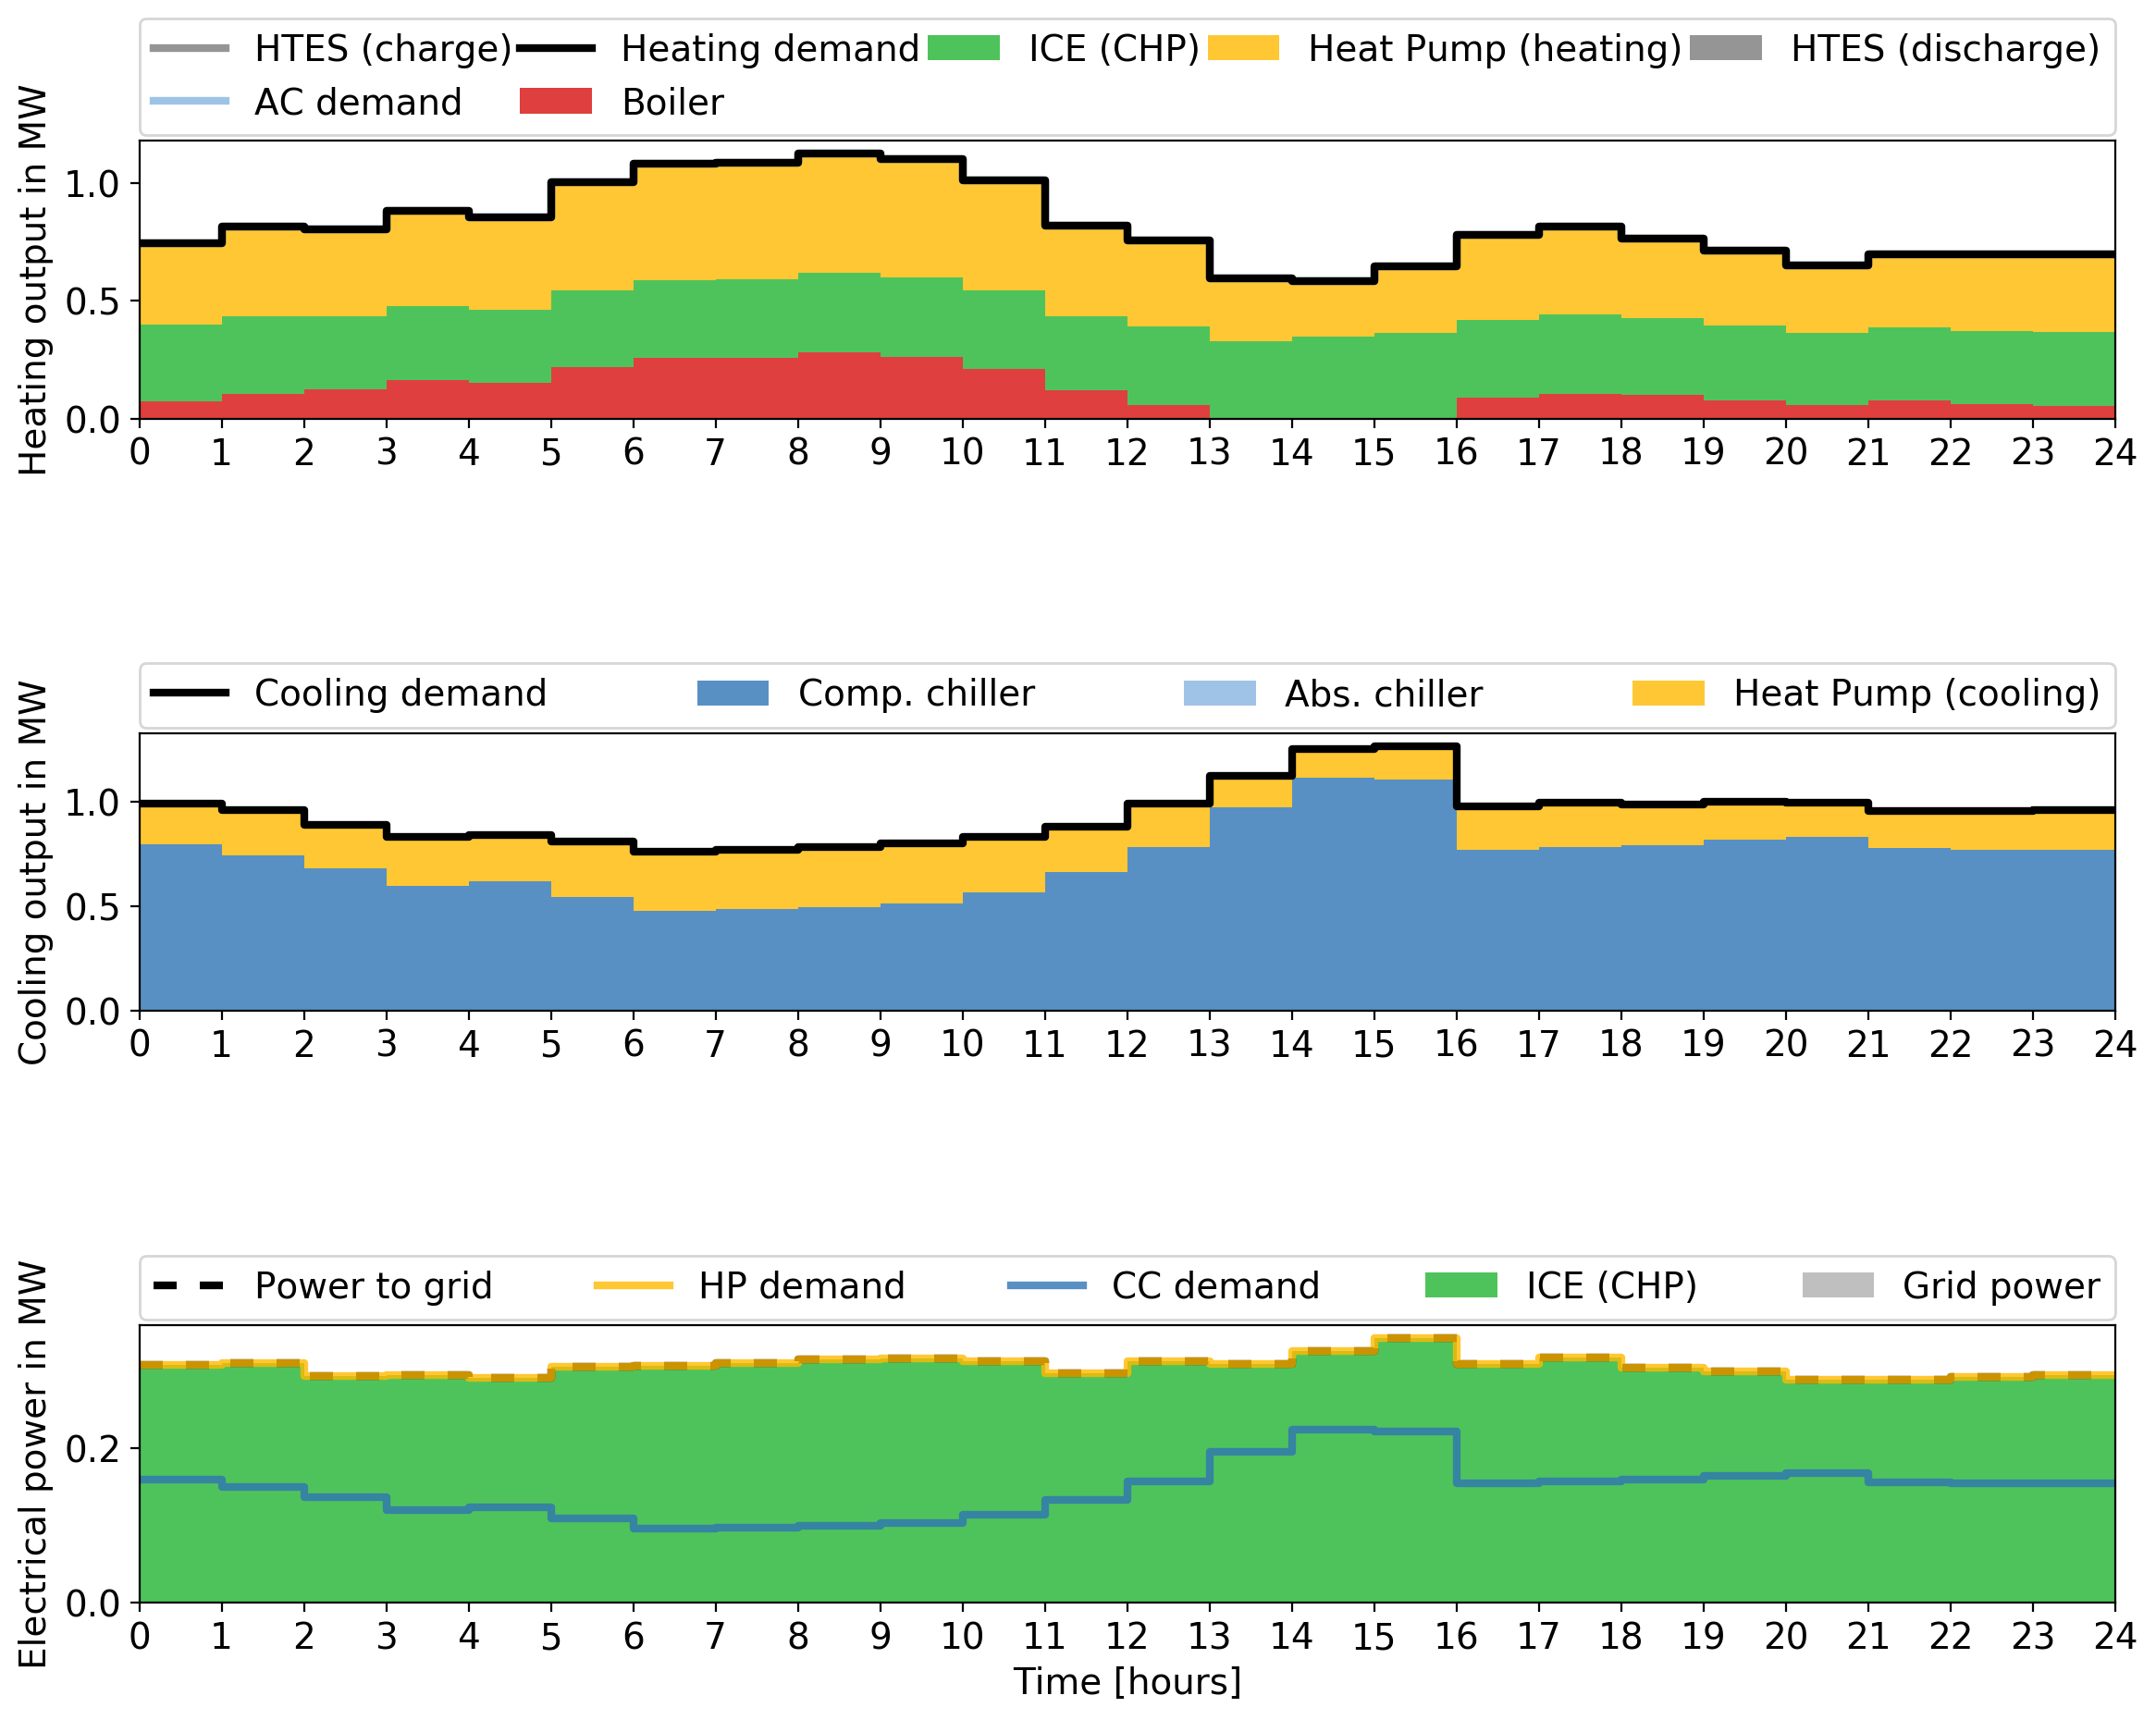 HTES (charge) Heating demand ICE (CHP) Heat Pump (heating) HTES (discharge)
AC demand Boiler
Heating output in MW
1.0
0.5
0.0
0 1 2 3 4 5 6 7 8 9 10 11 12 13 14 15 16 17 18 19 20 21 22 23 24
Cooling demand Comp. chiller Abs. chiller Heat Pump (cooling)
Cooling output in MW
1.0
0.5
0.0
0 1 2 3 4 5 6 7 8 9 10 11 12 13 14 15 16 17 18 19 20 21 22 23 24
Power to grid HP demand CC demand ICE (CHP) Grid power
Electrical power in MW
0.2
0.0
0 1 2 3 4 5 6 7 8 9 10 11 12 13 14 15 16 17 18 19 20 21 22 23 24
Time [hours]